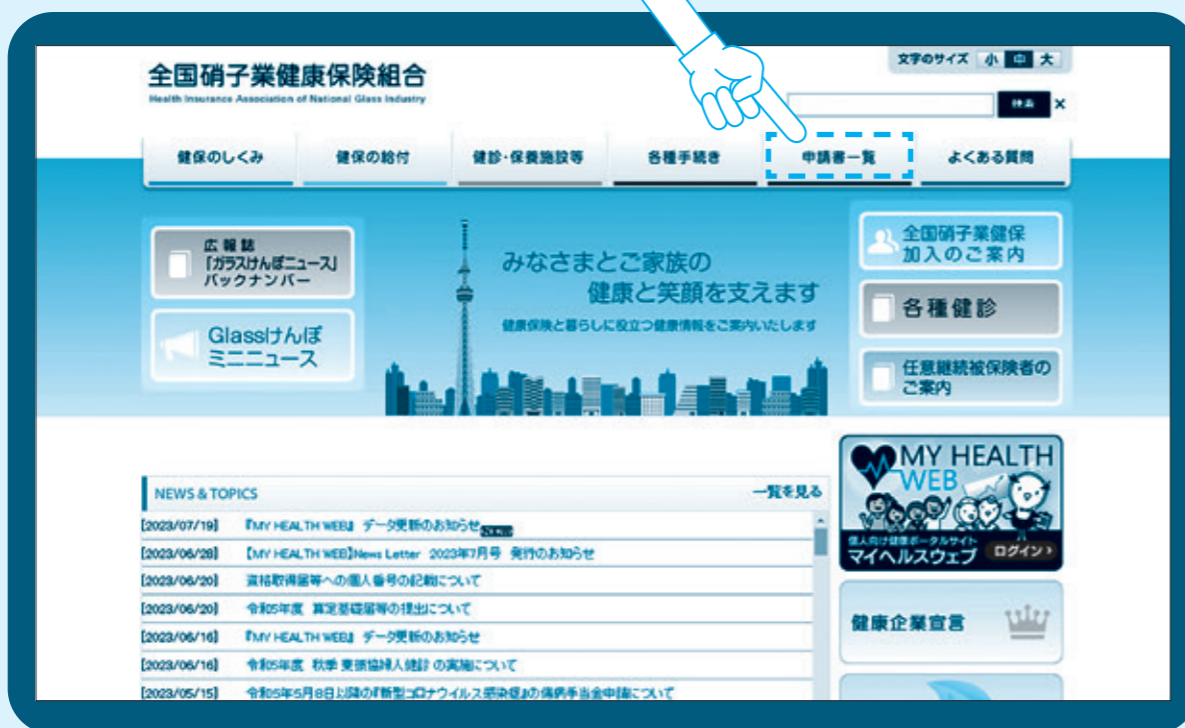 文字のサイズ 小 中 大
全国硝子業健康保険組合
Health Insurance Association of National Glass Industry
検索 ×
健保のしくみ 健保の給付 健診・保養施設等 各種手続き 申請書一覧 よくある質問
広報誌
「ガラスけんぽニュース」
バックナンバー
Glassけんぽ
ミニニュース
みなさまとご家族の
健康と笑顔を支えます
健康保険と暮らしに役立つ健康情報をご案内いたします
全国硝子業健保
加入のご案内
各種健診
任意継続被保険者の
ご案内
NEWS & TOPICS 一覧を見る
[2023/07/19] 『MY HEALTH WEB』 データ更新のお知らせ
[2023/06/28] 【MY HEALTH WEB】News Letter 2023年7月号 発行のお知らせ
[2023/06/20] 資格取得届等への個人番号の記載について
[2023/06/20] 令和5年度 算定基礎届等の提出について
[2023/06/16] 『MY HEALTH WEB』 データ更新のお知らせ
[2023/06/16] 令和5年度 秋季 東振協婦人健診 の実施について
[2023/05/15] 令和5年5月8日以降の『新型コロナウイルス感染症』の傷病手当金申請について
MY HEALTH
WEB
個人向け健康ポータルサイト
マイヘルスウェブ ログイン
健康企業宣言